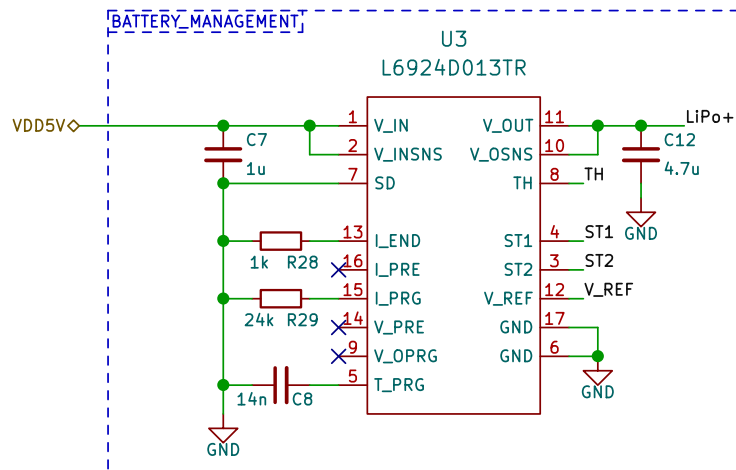 BATTERY_MANAGEMENT
U3
L6924D013TR
VDD5V
1 V_IN
2 V_INSNS
7 SD
13 I_END
16 I_PRE
15 I_PRG
14 V_PRE
9 V_OPRG
5 T_PRG
V_OUT 11
V_OSNS 10
TH 8
ST1 4
ST2 3
V_REF 12
GND 17
GND 6
C7
1u
1k R28
24k R29
14n C8
GND
LiPo+
C12
4.7u
GND
TH
ST1
ST2
V_REF
GND